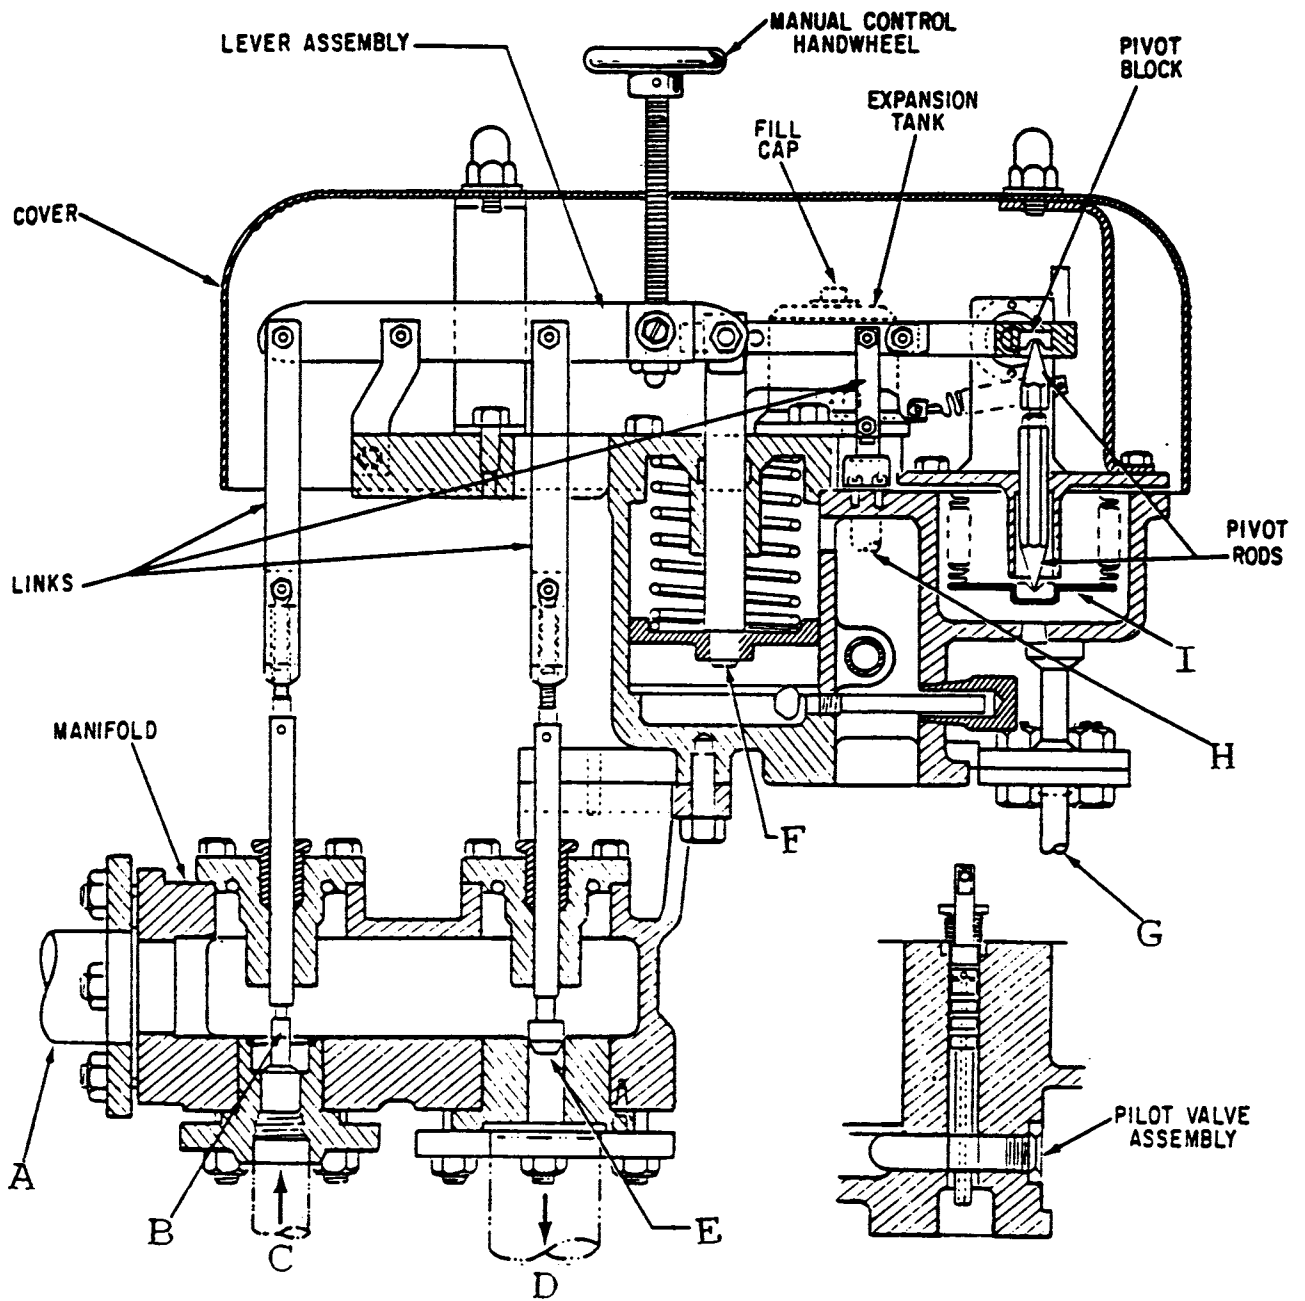 MANUAL CONTROL
HANDWHEEL
LEVER ASSEMBLY
PIVOT
BLOCK
EXPANSION
TANK
FILL
CAP
COVER
LINKS
PIVOT
RODS
I
H
MANIFOLD
F
G
A
B
C
D
E
PILOT VALVE
ASSEMBLY